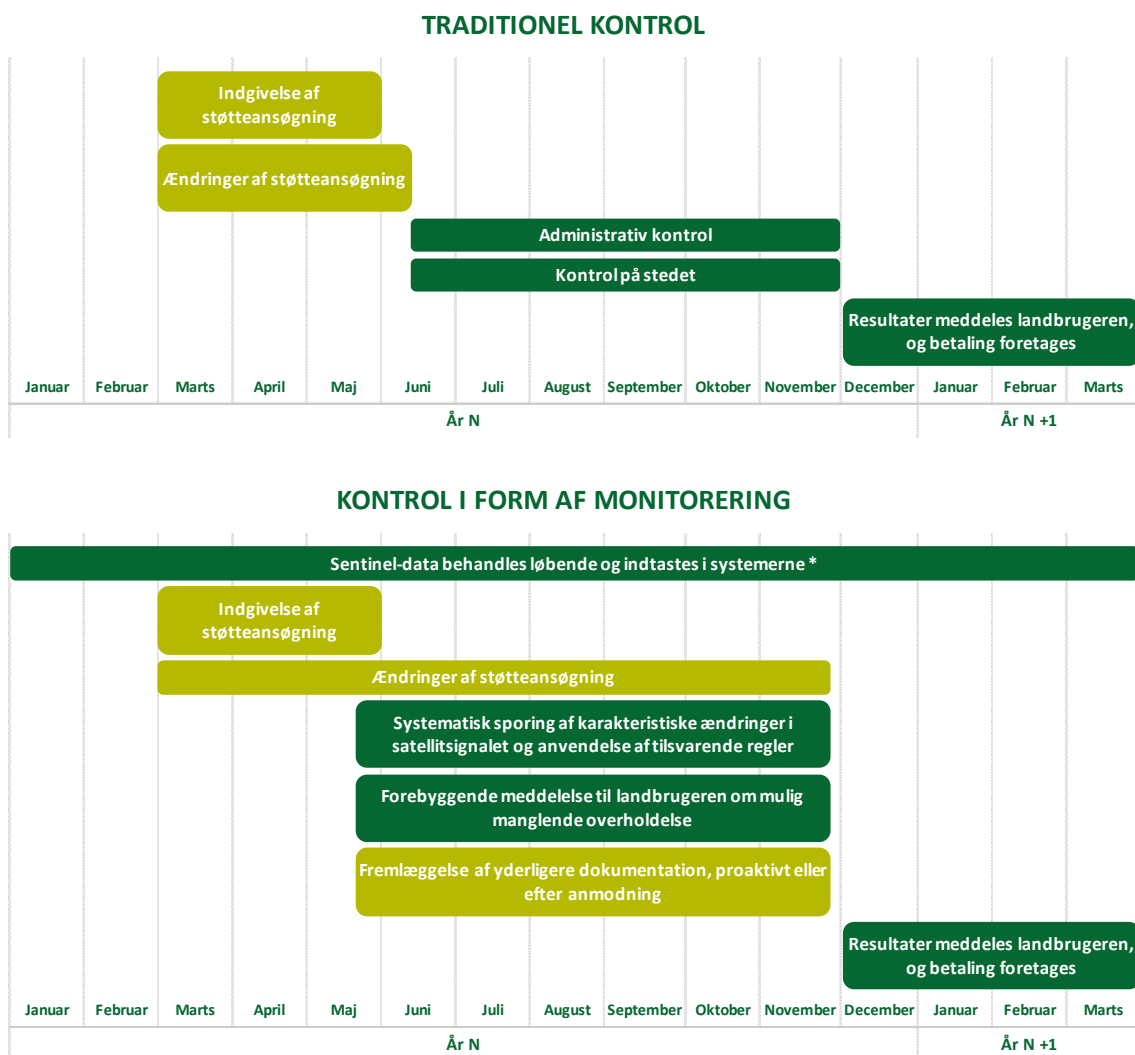 TRADITIONEL KONTROL
Indgivelse af
støtteansøgning
Ændringer af støtteansøgning
Administrativ kontrol
Kontrol på stedet
Resultater meddeles landbrugeren,
og betaling foretages
Januar Februar Marts April Maj Juni Juli August September Oktober November December Januar Februar Marts
År N År N +1
KONTROL I FORM AF MONITORERING
Sentinel-data behandles løbende og indtastes i systemerne *
Indgivelse af
støtteansøgning
Ændringer af støtteansøgning
Systematisk sporing af karakteristiske ændringer i
satellitsignalet og anvendelse af tilsvarende regler
Forebyggende meddelelse til landbrugeren om mulig
manglende overholdelse
Fremlæggelse af yderligere dokumentation, proaktivt eller
efter anmodning
Resultater meddeles landbrugeren,
og betaling foretages
Januar Februar Marts April Maj Juni Juli August September Oktober November December Januar Februar Marts
År N År N +1